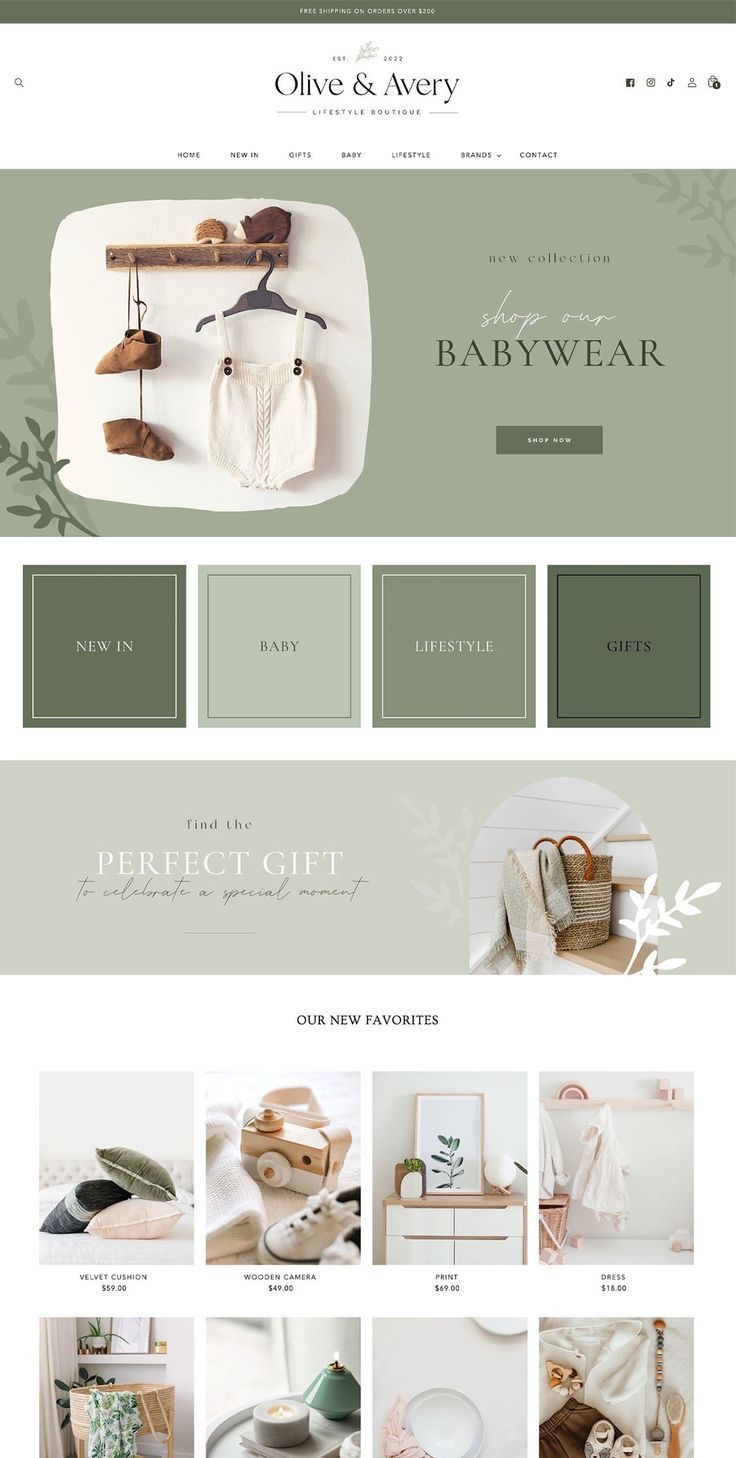 FREE SHIPPING ON ORDERS OVER $200
EST. 2022
Olive & Avery
LIFESTYLE BOUTIQUE
1
HOME NEW IN GIFTS BABY LIFESTYLE BRANDS CONTACT
new collection
shop our
BABYWEAR
SHOP NOW
NEW IN
BABY
LIFESTYLE
GIFTS
find the
PERFECT GIFT
to celebrate a special moment
OUR NEW FAVORITES
VELVET CUSHION
$59.00
WOODEN CAMERA
$49.00
PRINT
$69.00
DRESS
$18.00